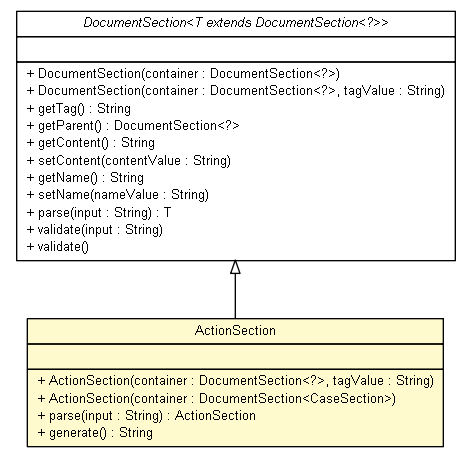 DocumentSection<T extends DocumentSection<?>>
+ DocumentSection(container : DocumentSection<?>)
+ DocumentSection(container : DocumentSection<?>, tagValue : String)
+ getTag() : String
+ getParent() : DocumentSection<?>
+ getContent() : String
+ setContent(contentValue : String)
+ getName() : String
+ setName(nameValue : String)
+ parse(input : String) : T
+ validate(input : String)
+ validate()
ActionSection
+ ActionSection(container : DocumentSection<?>, tagValue : String)
+ ActionSection(container : DocumentSection<CaseSection>)
+ parse(input : String) : ActionSection
+ generate() : String